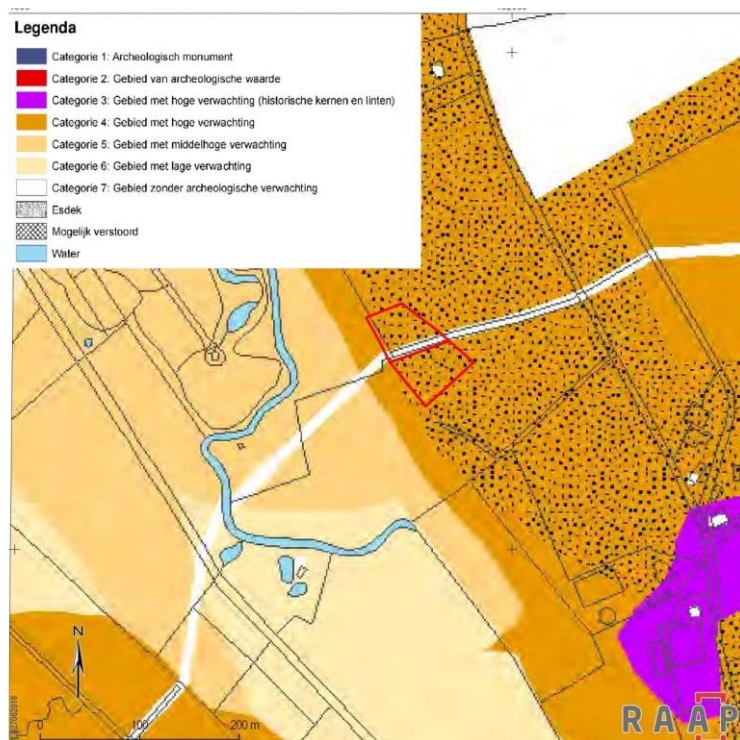 Legenda
Categorie 1: Archeologisch monument
Categorie 2: Gebied van archeologische waarde
Categorie 3: Gebied met hoge verwachting (historische kernen en linten)
Categorie 4: Gebied met hoge verwachting
Categorie 5: Gebied met middelhoge verwachting
Categorie 6: Gebied met lage verwachting
Categorie 7: Gebied zonder archeologische verwachting
Esdek
Mogelijk verstoord
Water
N
0 100 200 m
RAAP